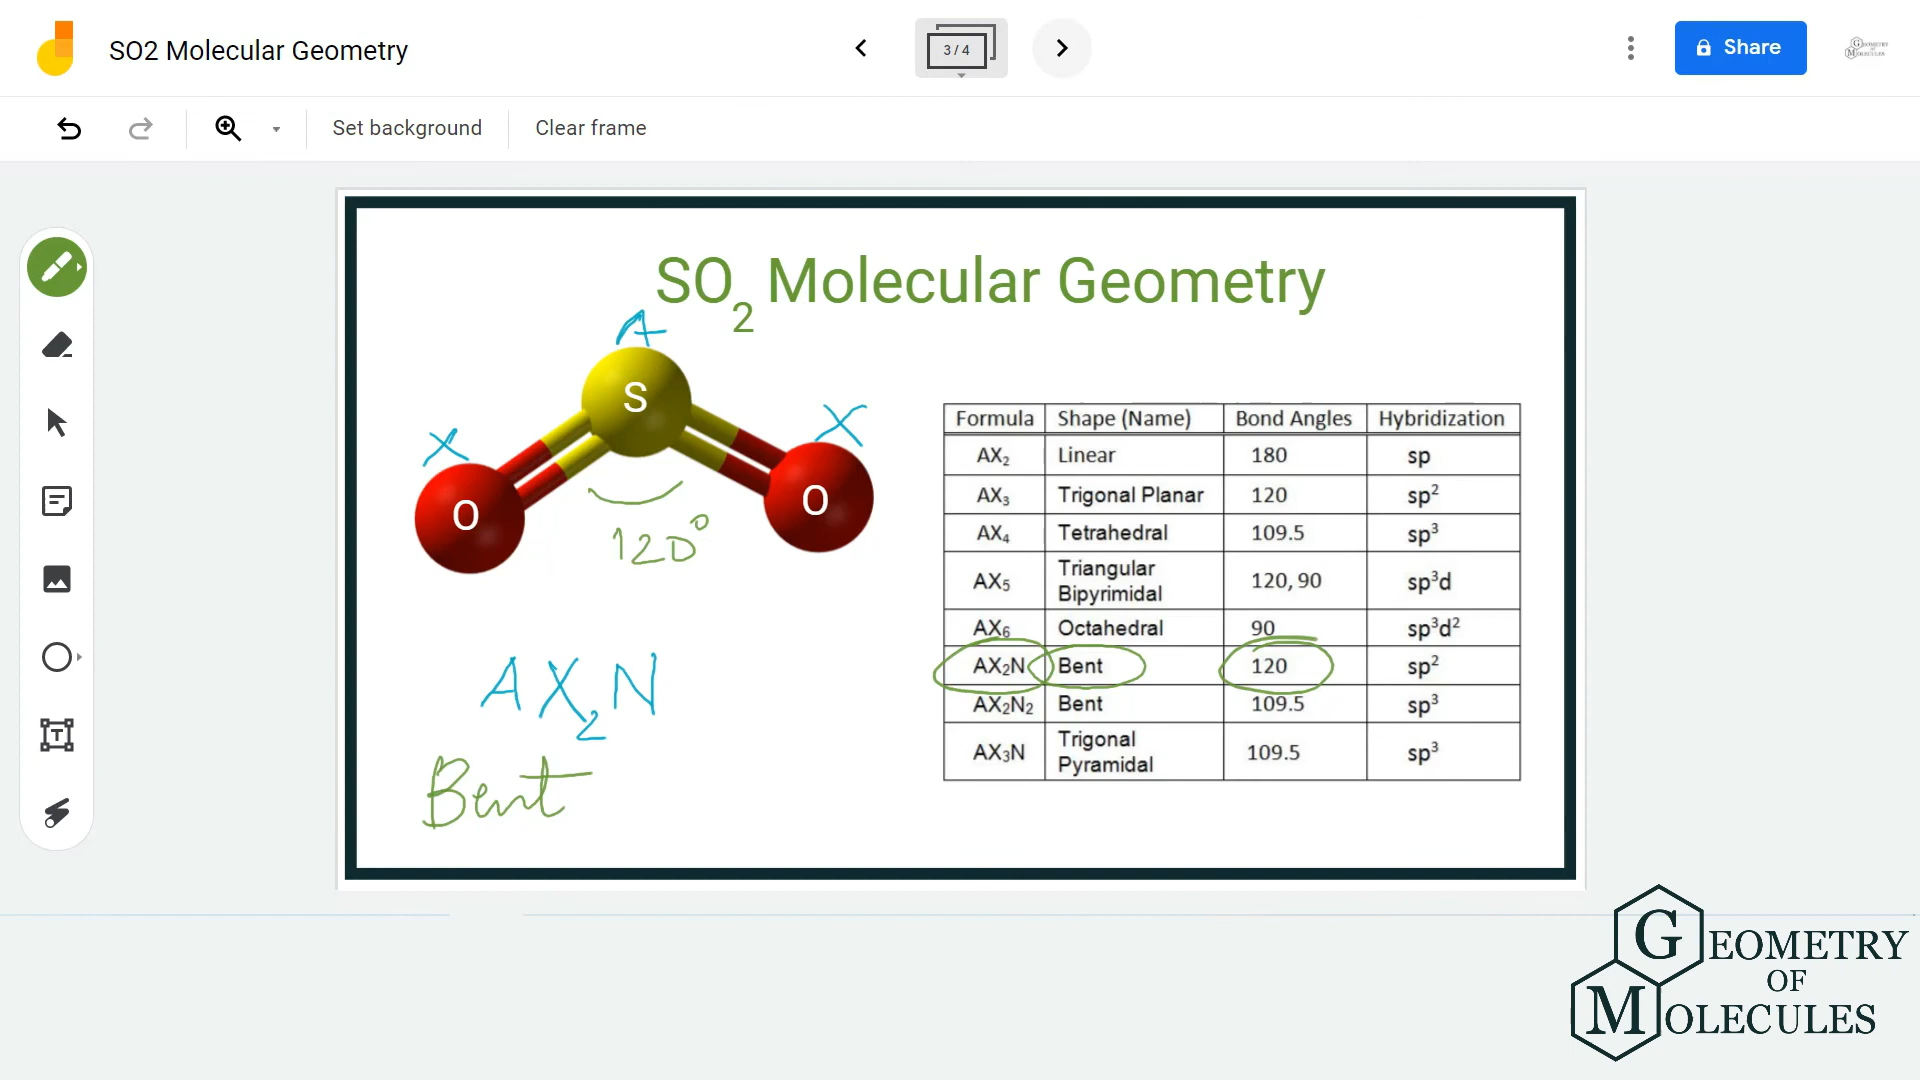 SO2 Molecular Geometry
3 / 4
Share
GEOMETRY
OF
MOLECULES
Set background
Clear frame
SO₂ Molecular Geometry
A
S
X
X
O
O
120°
AX₂N
Bent
Formula Shape (Name) Bond Angles Hybridization
AX₂ Linear 180 sp
AX₃ Trigonal Planar 120 sp²
AX₄ Tetrahedral 109.5 sp³
AX₅ Triangular Bipyrimidal 120, 90 sp³d
AX₆ Octahedral 90 sp³d²
AX₂N Bent 120 sp²
AX₂N₂ Bent 109.5 sp³
AX₃N Trigonal Pyramidal 109.5 sp³
T
GEOMETRY
OF
MOLECULES